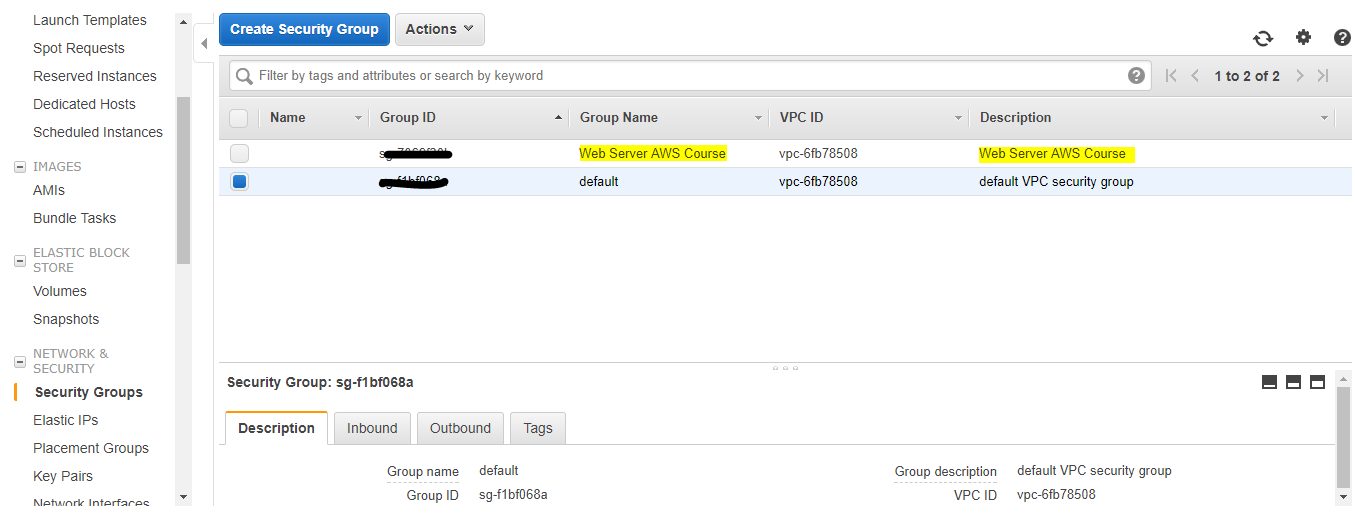 Launch Templates
Spot Requests
Reserved Instances
Dedicated Hosts
Scheduled Instances
IMAGES
AMIs
Bundle Tasks
ELASTIC BLOCK
STORE
Volumes
Snapshots
NETWORK &
SECURITY
Security Groups
Elastic IPs
Placement Groups
Key Pairs
Network Interfaces
Create Security Group Actions
Filter by tags and attributes or search by keyword 1 to 2 of 2
Name Group ID Group Name VPC ID Description
Web Server AWS Course vpc-6fb78508 Web Server AWS Course
default vpc-6fb78508 default VPC security group
Security Group: sg-f1bf068a
Description Inbound Outbound Tags
Group name default Group description default VPC security group
Group ID sg-f1bf068a VPC ID vpc-6fb78508